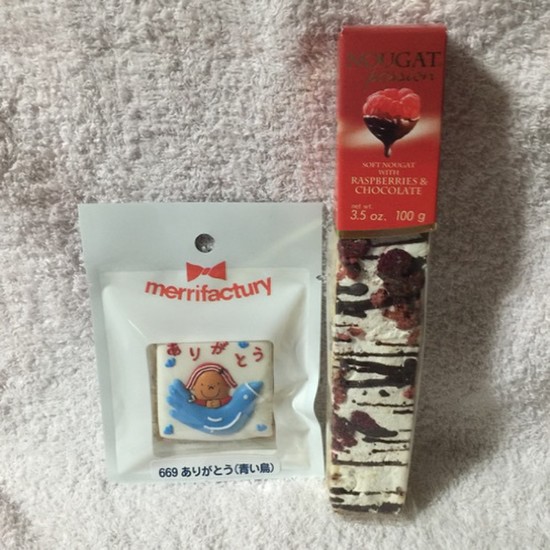 merrifactury
ありがとう
669 ありがとう(青い鳥)
NOUGAT
SOFT NOUGAT
WITH
RASPBERRIES &
CHOCOLATE
net wt.
3.5 oz. 100 g